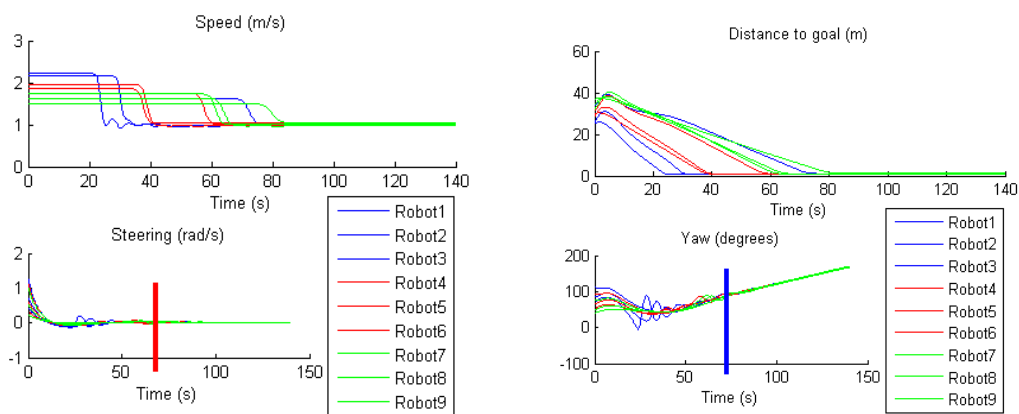 Speed (m/s)
3
2
1
0
0 20 40 60 80 100 120 140
Time (s)
Steering (rad/s)
2
0
-1
0 50 100 150
Time (s)
Robot1
Robot2
Robot3
Robot4
Robot5
Robot6
Robot7
Robot8
Robot9
Distance to goal (m)
60
40
20
0
0 20 40 60 80 100 120 140
Time (s)
Yaw (degrees)
200
100
0
-100
0 50 100 150
Time (s)
Robot1
Robot2
Robot3
Robot4
Robot5
Robot6
Robot7
Robot8
Robot9